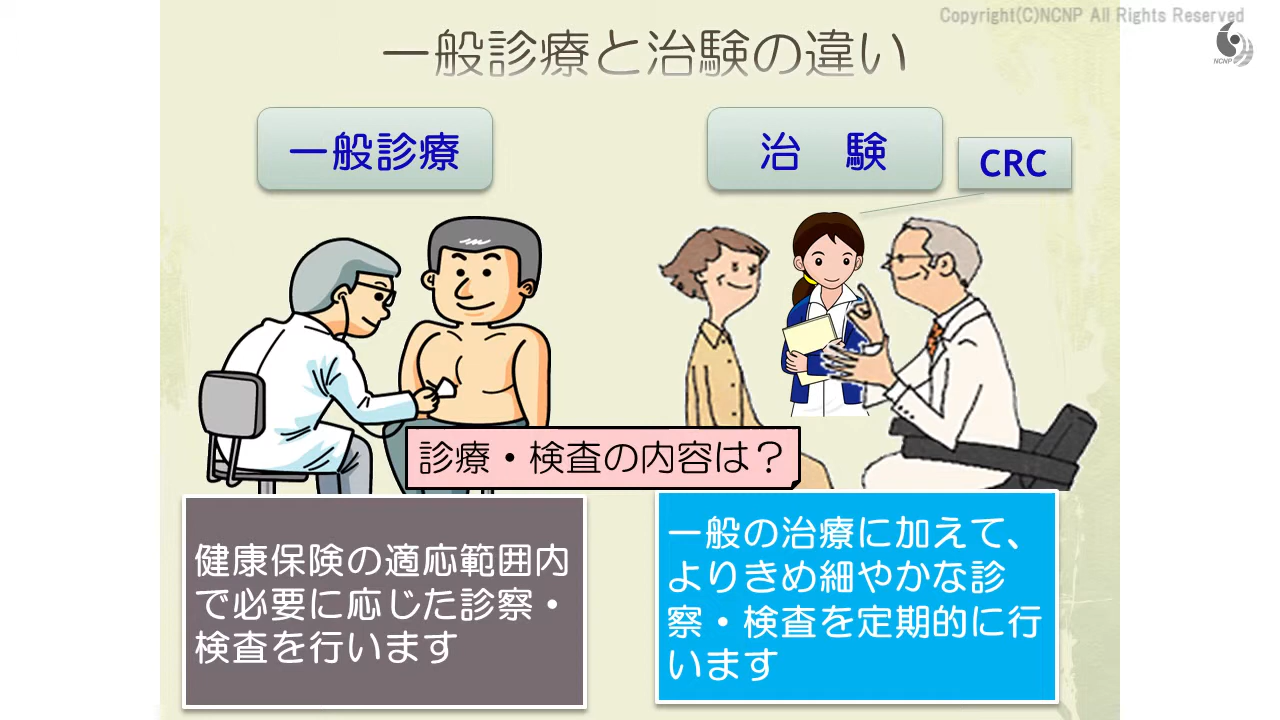 Copyright(C)NCNP All Rights Reserved
NCNP
一般診療と治験の違い
一般診療
治 験
CRC
診療・検査の内容は？
健康保険の適応範囲内
で必要に応じた診察・
検査を行います
一般の治療に加えて、
よりきめ細やかな診
察・検査を定期的に行
います